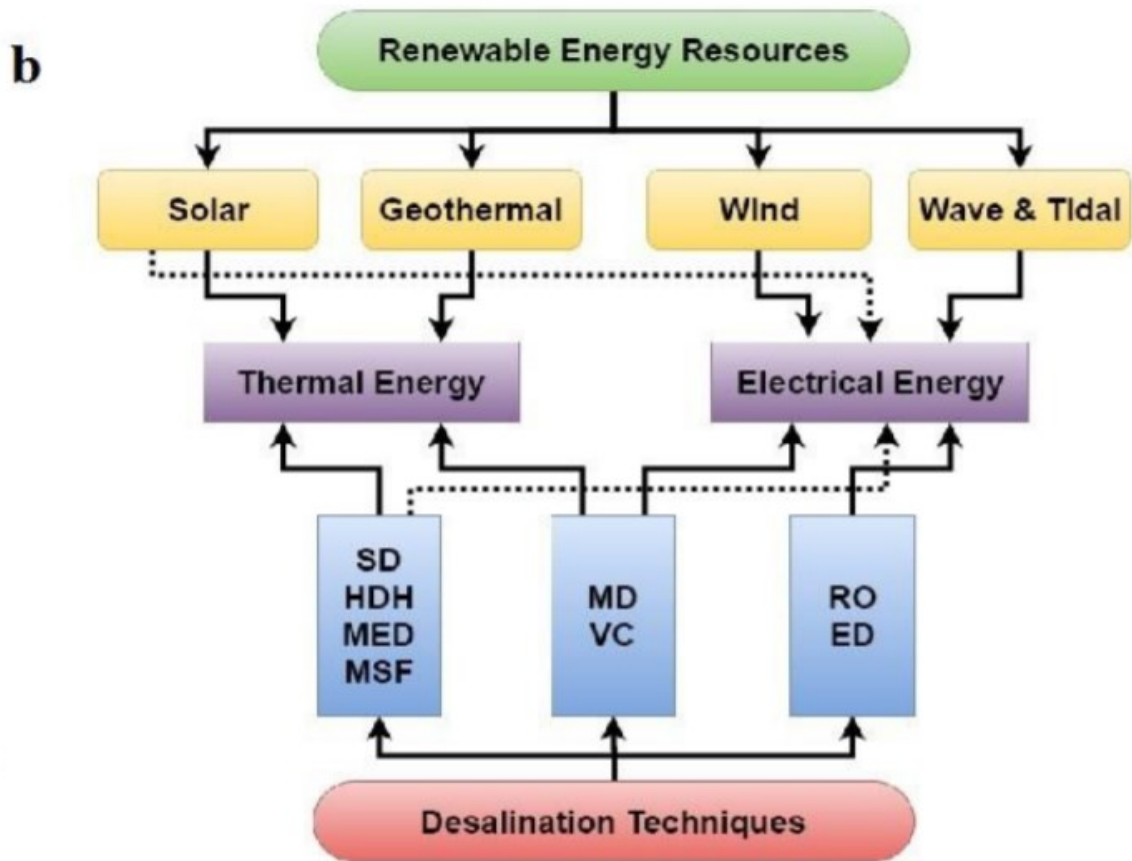 b
Renewable Energy Resources
Solar
Geothermal
Wind
Wave & Tidal
Thermal Energy
Electrical Energy
SD
HDH
MED
MSF
MD
VC
RO
ED
Desalination Techniques